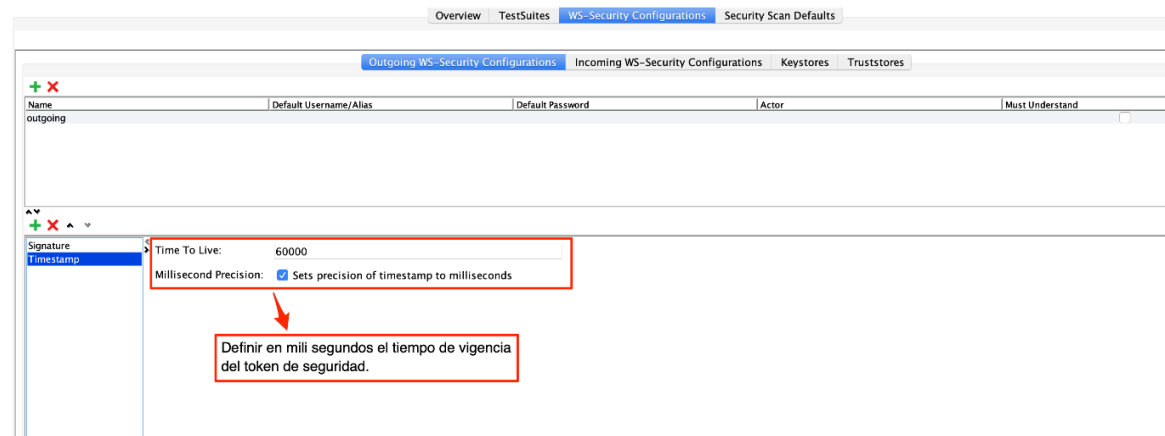 Overview TestSuites WS-Security Configurations Security Scan Defaults
Outgoing WS-Security Configurations Incoming WS-Security Configurations Keystores Truststores
Name Default Username/Alias Default Password Actor Must Understand
outgoing
Signature
Timestamp
Time To Live: 60000
Millisecond Precision: Sets precision of timestamp to milliseconds
Definir en mili segundos el tiempo de vigencia
del token de seguridad.